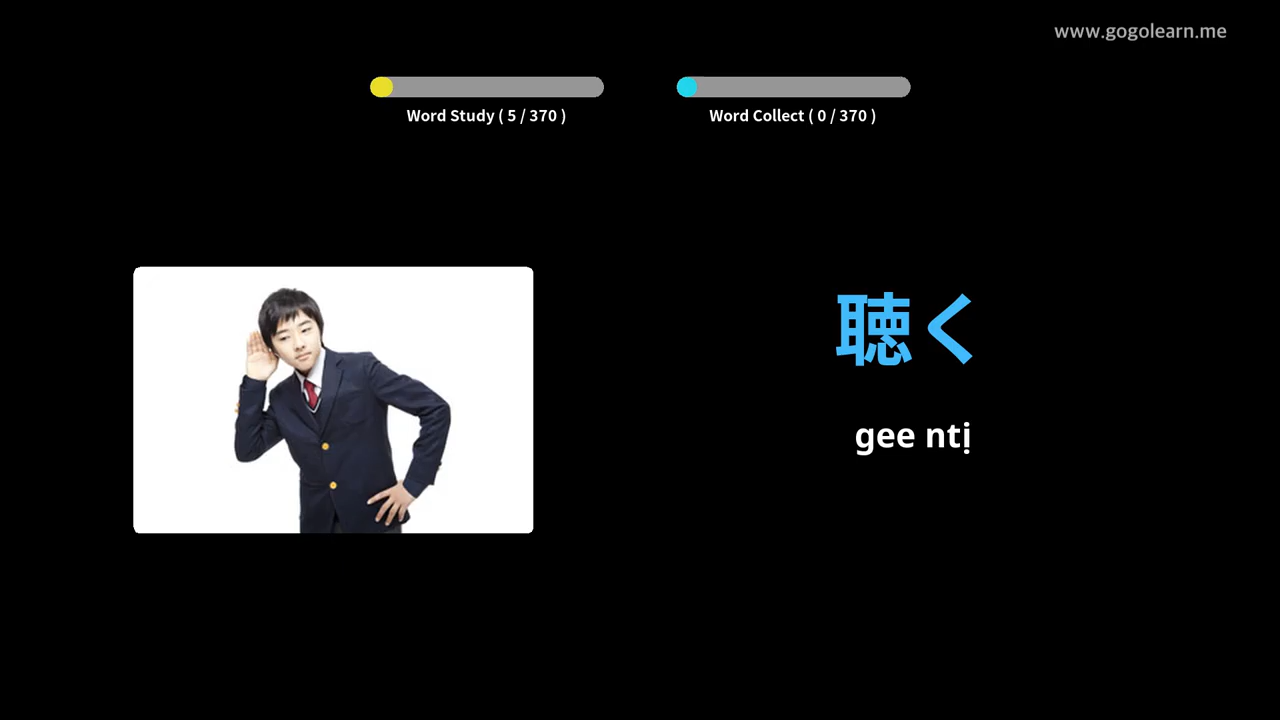 www.gogolearn.me
Word Study ( 5 / 370 )
Word Collect ( 0 / 370 )
聴く
gee ntị